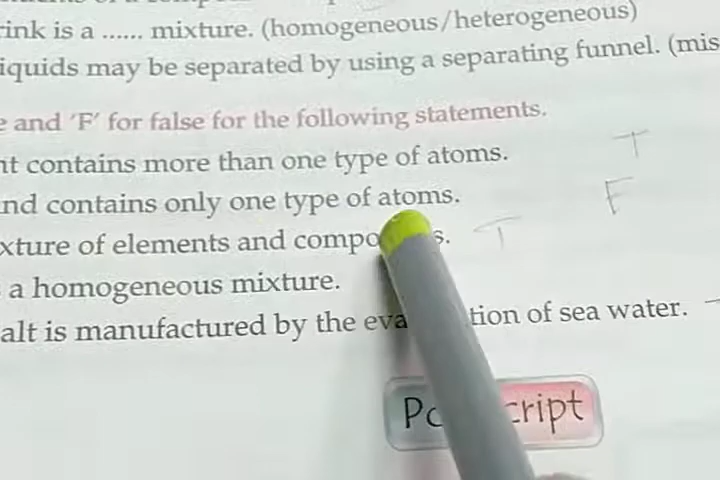 rink is a ...... mixture. (homogeneous/heterogeneous)
iquids may be separated by using a separating funnel. (mis
e and 'F' for false for the following statements.
nt contains more than one type of atoms. T
nd contains only one type of atoms. F
xture of elements and compo s. T
a homogeneous mixture.
alt is manufactured by the eva tion of sea water.
Po cript